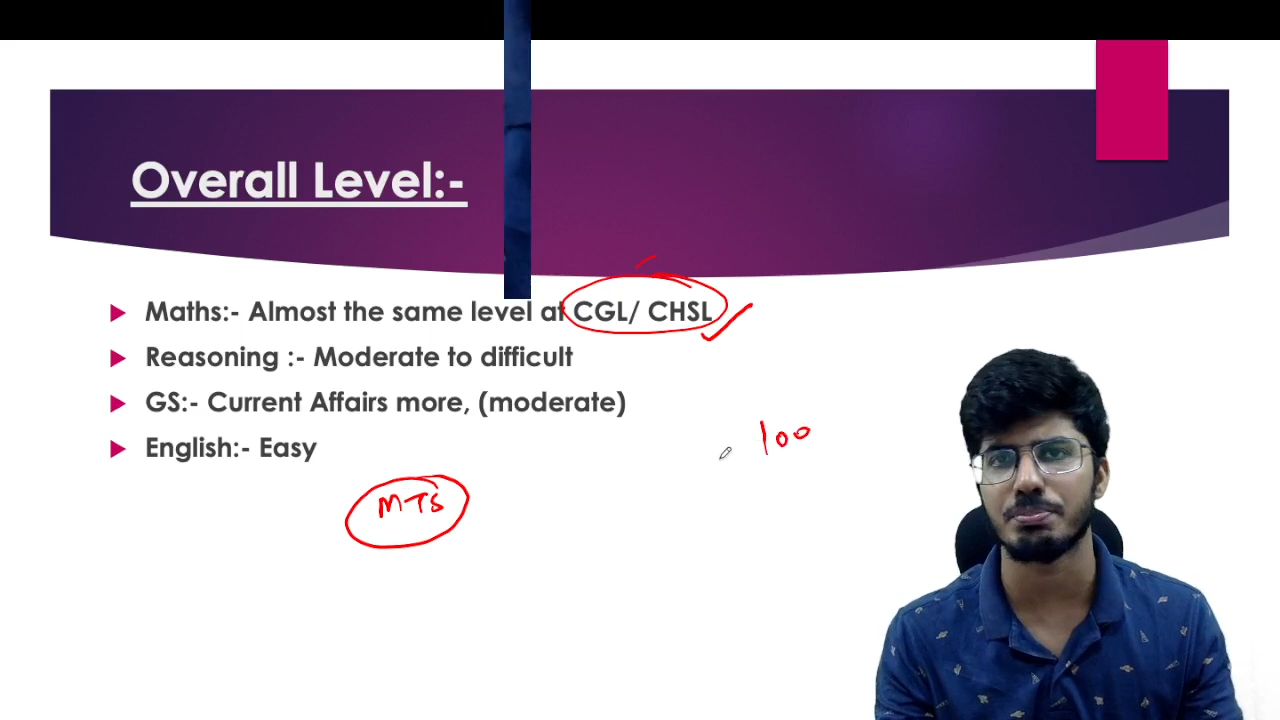 Overall Level:-
Maths:- Almost the same level at CGL/ CHSL
Reasoning :- Moderate to difficult
GS:- Current Affairs more, (moderate)
100
English:- Easy
MTS